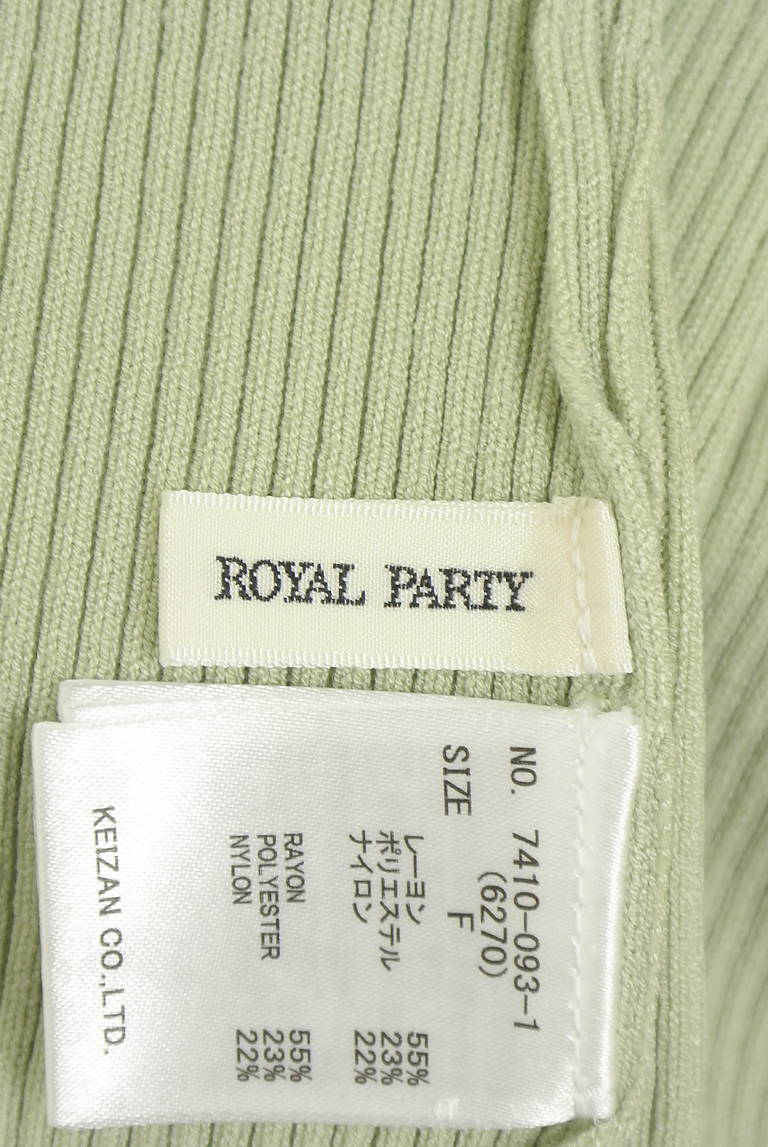 ROYAL PARTY
NO. 7410-093-1
(6270)
SIZE F
レーヨン 55%
ポリエステル 23%
ナイロン 22%
RAYON 55%
POLYESTER 23%
NYLON 22%
KEIZAN CO.,LTD.